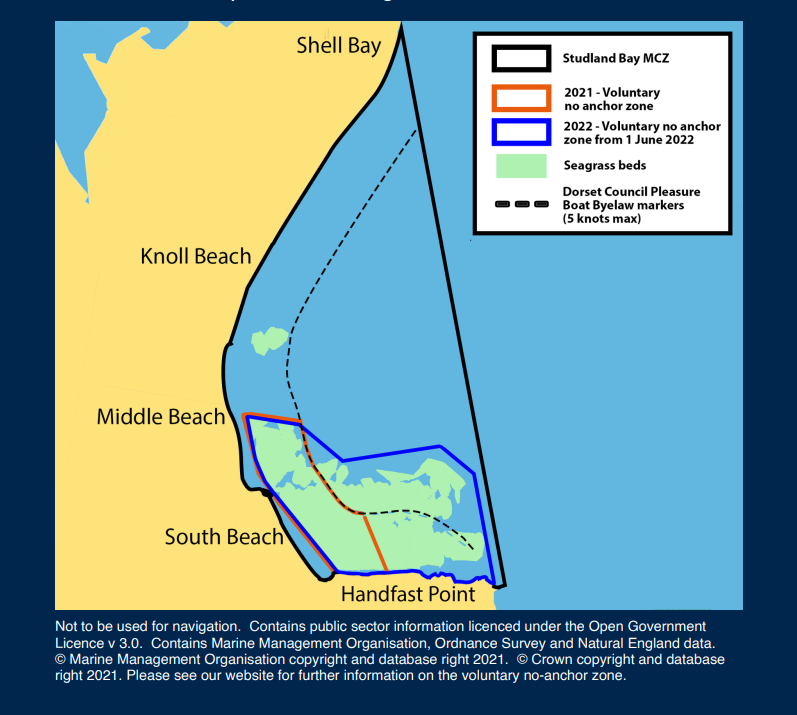 Shell Bay
Studland Bay MCZ
2021 - Voluntary
no anchor zone
2022 - Voluntary no anchor
zone from 1 June 2022
Seagrass beds
Dorset Council Pleasure
Boat Byelaw markers
(5 knots max)
Knoll Beach
Middle Beach
South Beach
Handfast Point
Not to be used for navigation.  Contains public sector information licenced under the Open Government
Licence v 3.0.  Contains Marine Management Organisation, Ordnance Survey and Natural England data.
© Marine Management Organisation copyright and database right 2021.  © Crown copyright and database
right 2021. Please see our website for further information on the voluntary no-anchor zone.